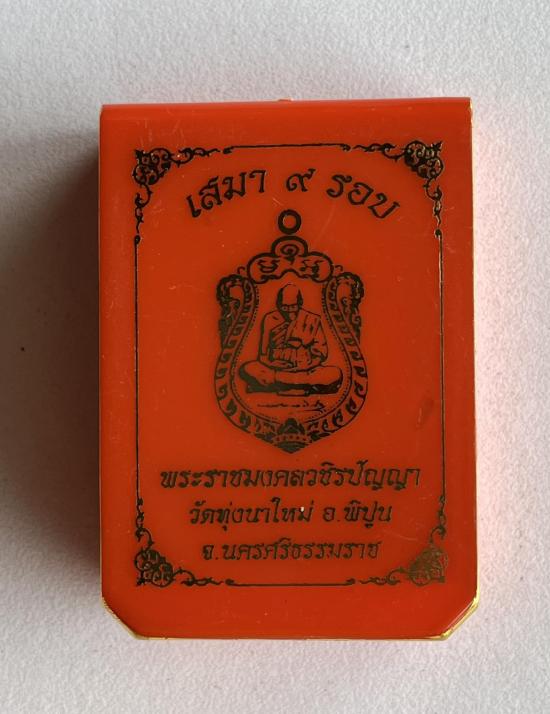 เสมา ๙ รอบ
พระราชมงคลวชิรปัญญา
วัดทุ่งนาใหม่ อ.พิปูน
จ.นครศรีธรรมราช